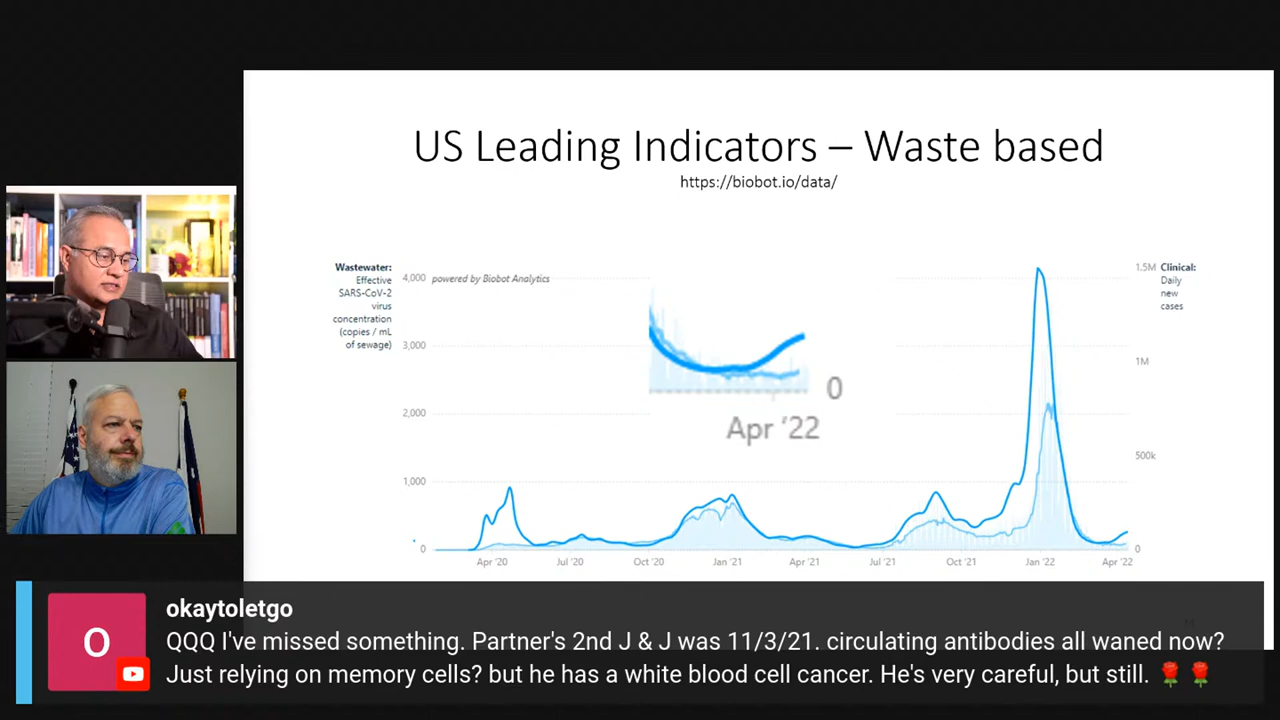 US Leading Indicators – Waste based
https://biobot.io/data/
Wastewater:
Effective
SARS-CoV-2
virus
concentration
(copies / mL
of sewage)
4,000
powered by Biobot Analytics
3,000
2,000
1,000
0
1.5M
Clinical:
Daily
new
cases
1M
500k
0
0
Apr '22
Apr '20
Jul '20
Oct '20
Jan '21
Apr '21
Jul '21
Oct '21
Jan '22
Apr '22
O
okaytoletgo
QQQ I've missed something. Partner's 2nd J & J was 11/3/21. circulating antibodies all waned now?
Just relying on memory cells? but he has a white blood cell cancer. He's very careful, but still. 🌹 🌹